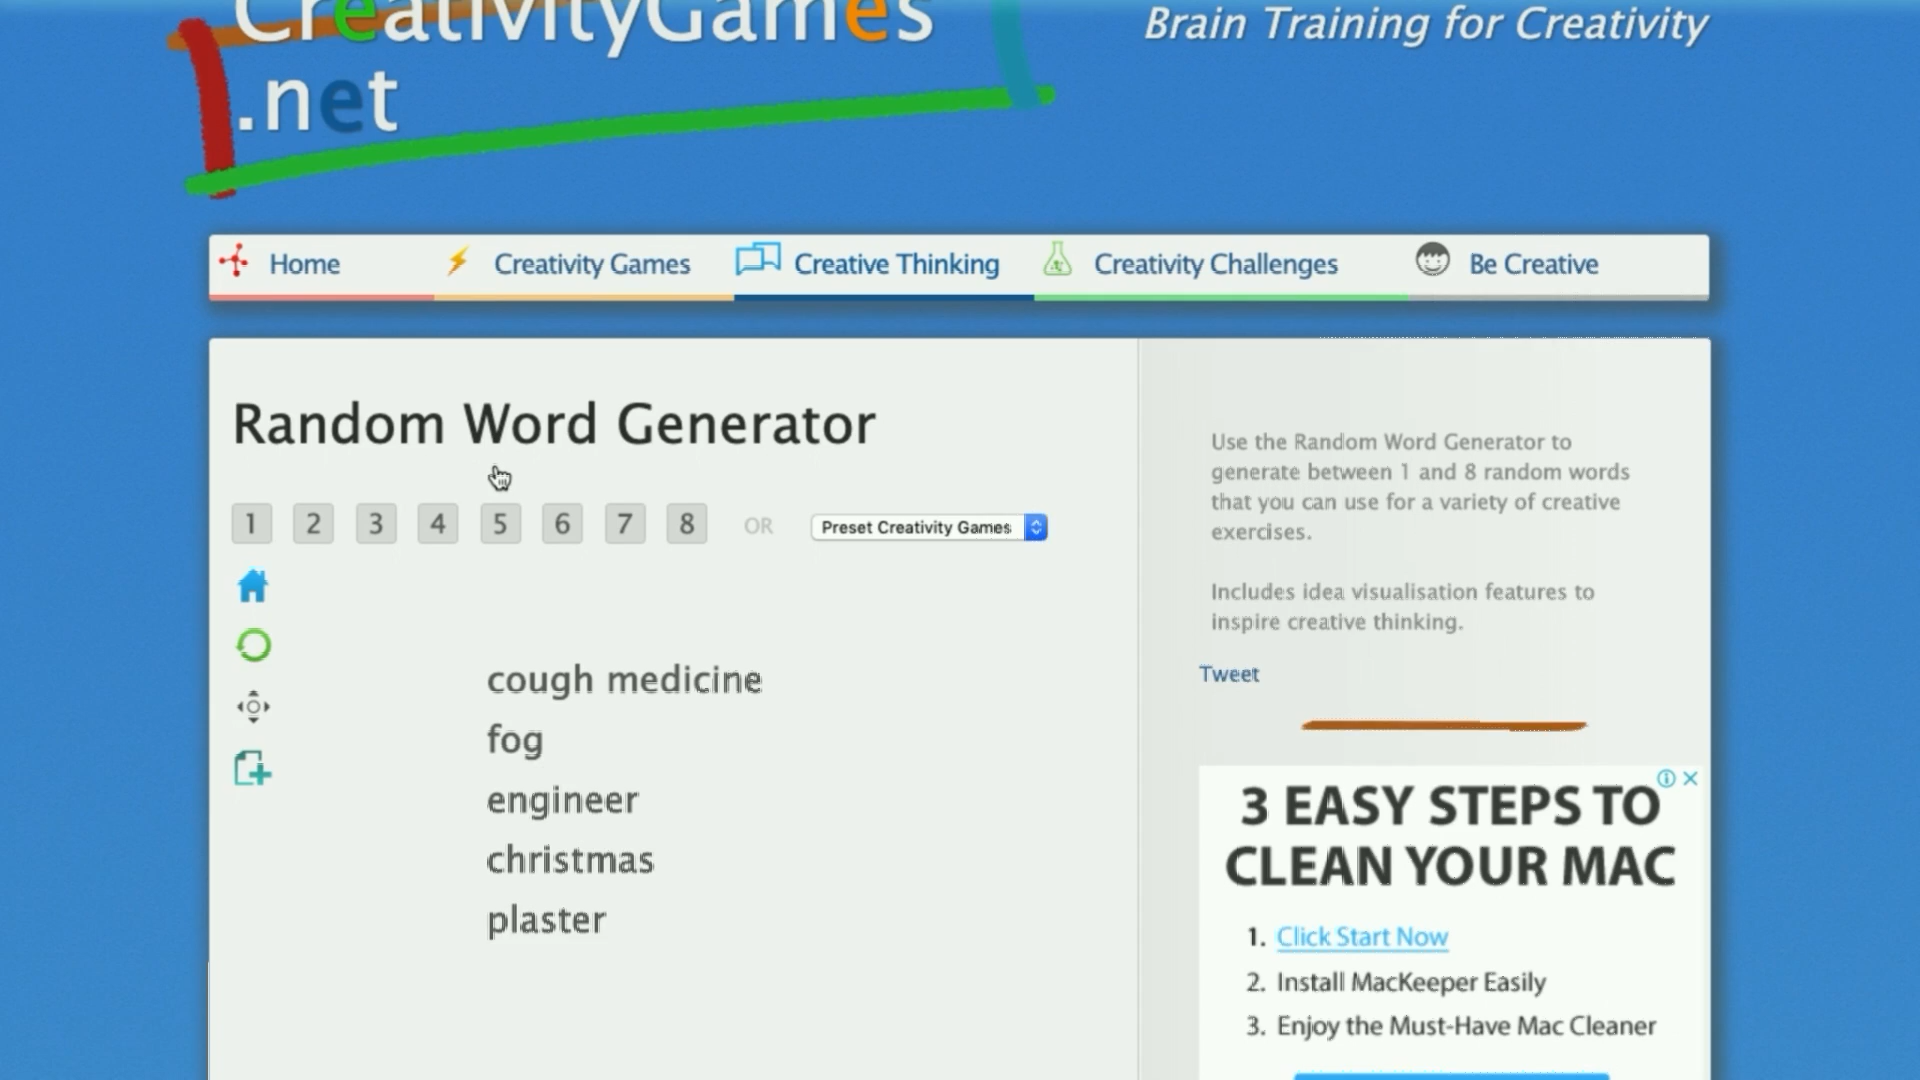 CreativityGames
.net
Brain Training for Creativity
Home
Creativity Games
Creative Thinking
Creativity Challenges
Be Creative
Random Word Generator
1 2 3 4 5 6 7 8 OR Preset Creativity Games
cough medicine
fog
engineer
christmas
plaster
Use the Random Word Generator to
generate between 1 and 8 random words
that you can use for a variety of creative
exercises.
Includes idea visualisation features to
inspire creative thinking.
Tweet
3 EASY STEPS TO
CLEAN YOUR MAC
1. Click Start Now
2. Install MacKeeper Easily
3. Enjoy the Must-Have Mac Cleaner